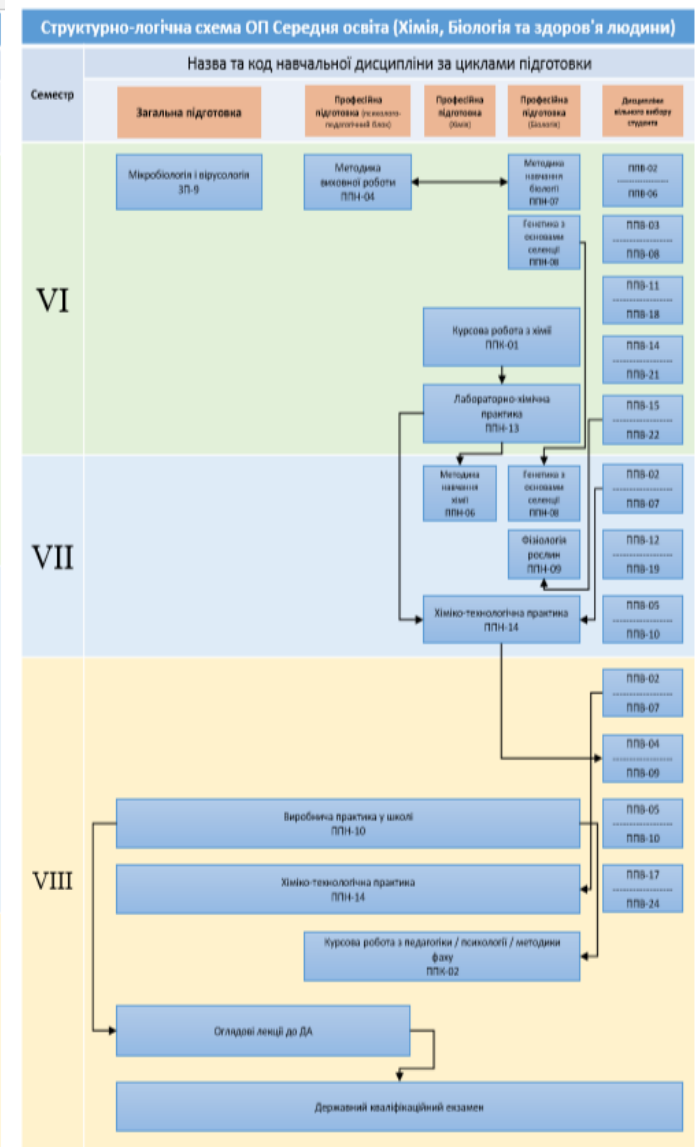 Структурно-логічна схема ОП Середня освіта (Хімія, Біологія та здоров'я людини)
Семестр
Назва та код навчальної дисципліни за циклами підготовки
Загальна підготовка
Професійна
підготовка (психолого-
педагогічний блок)
Професійна
підготовка
(Хімія)
Професійна
підготовка
(Біологія)
Дисципліни
вільного вибору
студента
VI
Мікробіологія і вірусологія
ЗП-9
Методика
виховної роботи
ППН-04
Методика
навчання
біології
ППН-07
ППВ-02
ППВ-06
Генетика з
основами
селекції
ППН-08
ППВ-03
ППВ-08
ППВ-11
ППВ-18
Курсова робота з хімії
ППК-01
ППВ-14
ППВ-21
Лабораторно-хімічна
практика
ППН-13
ППВ-15
ППВ-22
VII
Методика
навчання
хімії
ППН-06
Генетика з
основами
селекції
ППН-08
ППВ-02
ППВ-07
Фізіологія
рослин
ППН-09
ППВ-12
ППВ-19
Хіміко-технологічна практика
ППН-14
ППВ-05
ППВ-10
VIII
ППВ-02
ППВ-07
ППВ-04
ППВ-09
Виробнича практика у школі
ППН-10
ППВ-05
ППВ-10
Хіміко-технологічна практика
ППН-14
ППВ-17
ППВ-24
Курсова робота з педагогіки / психології / методики
фаху
ППК-02
Оглядові лекції до ДА
Державний кваліфікаційний екзамен